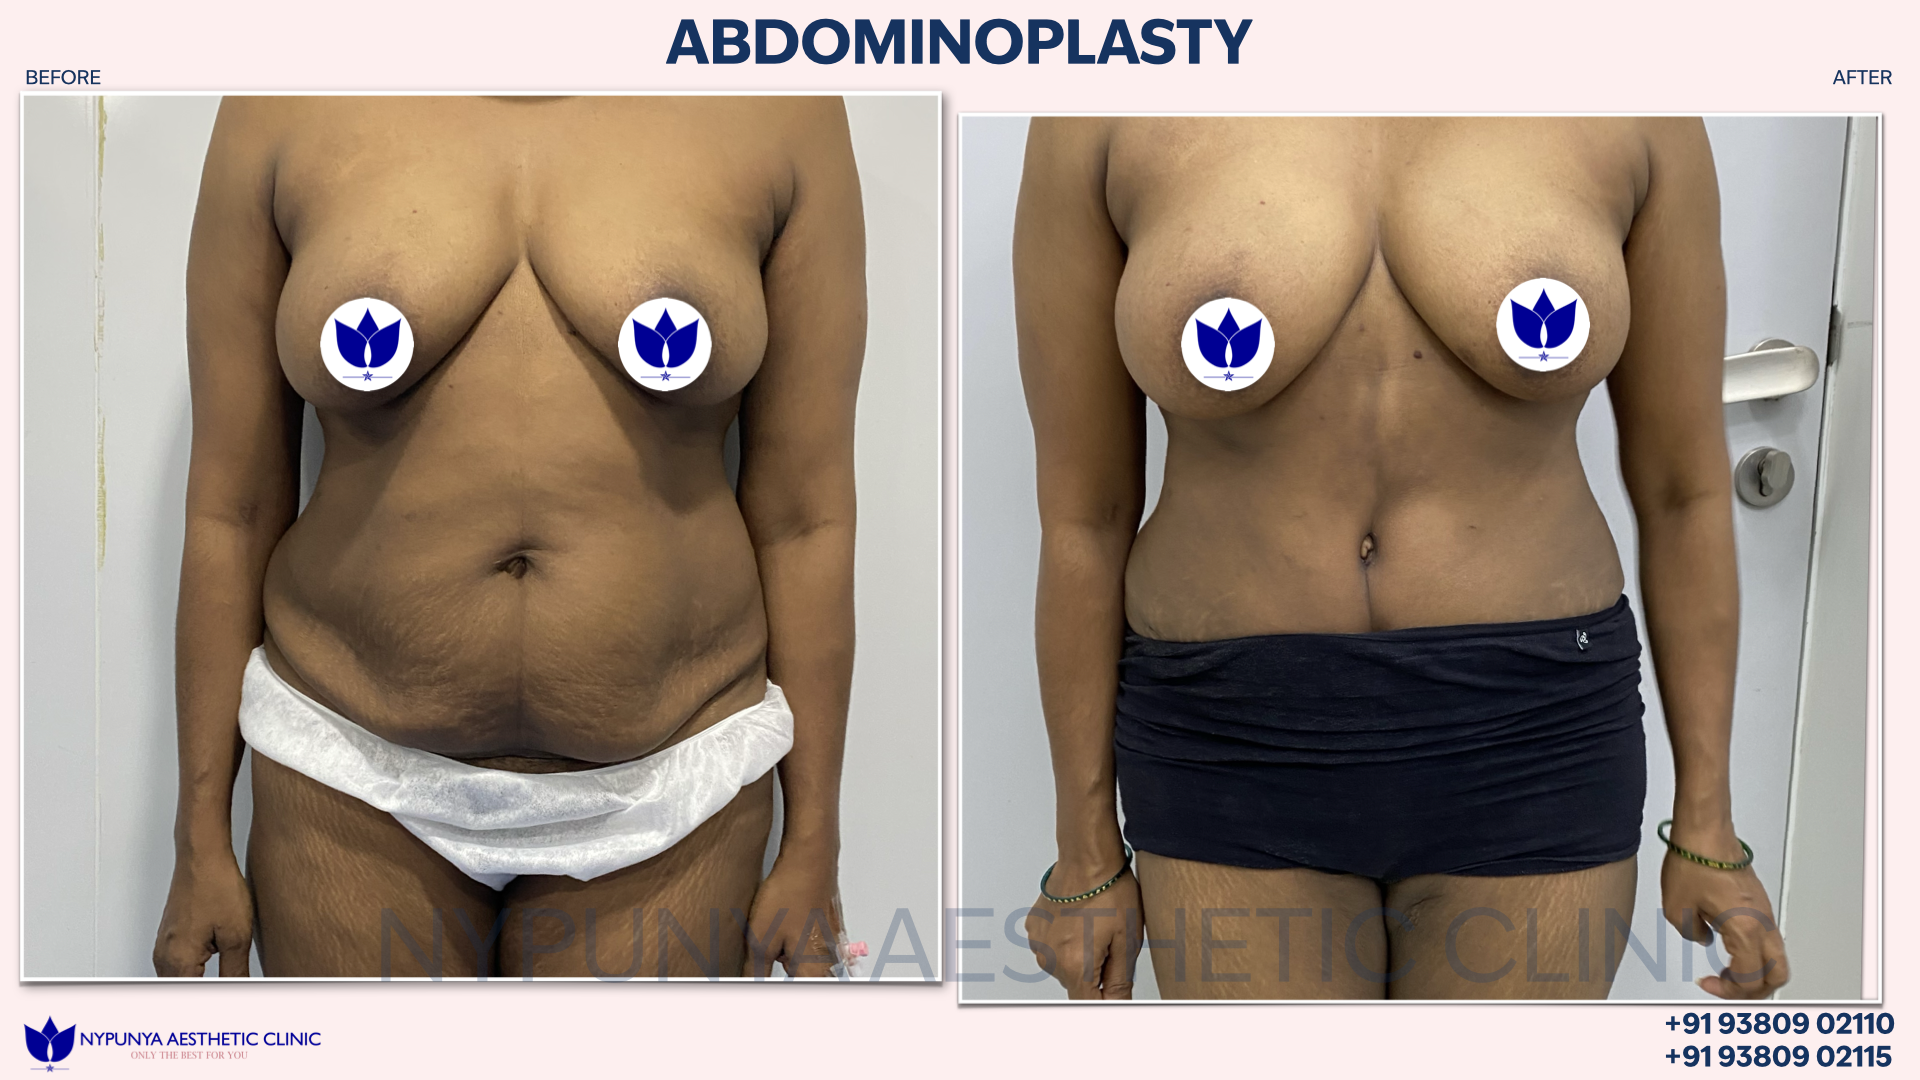 ABDOMINOPLASTY
BEFORE
AFTER
NYPUNYA AESTHETIC CLINIC
NYPUNYA AESTHETIC CLINIC
ONLY THE BEST FOR YOU
+91 93809 02110
+91 93809 02115